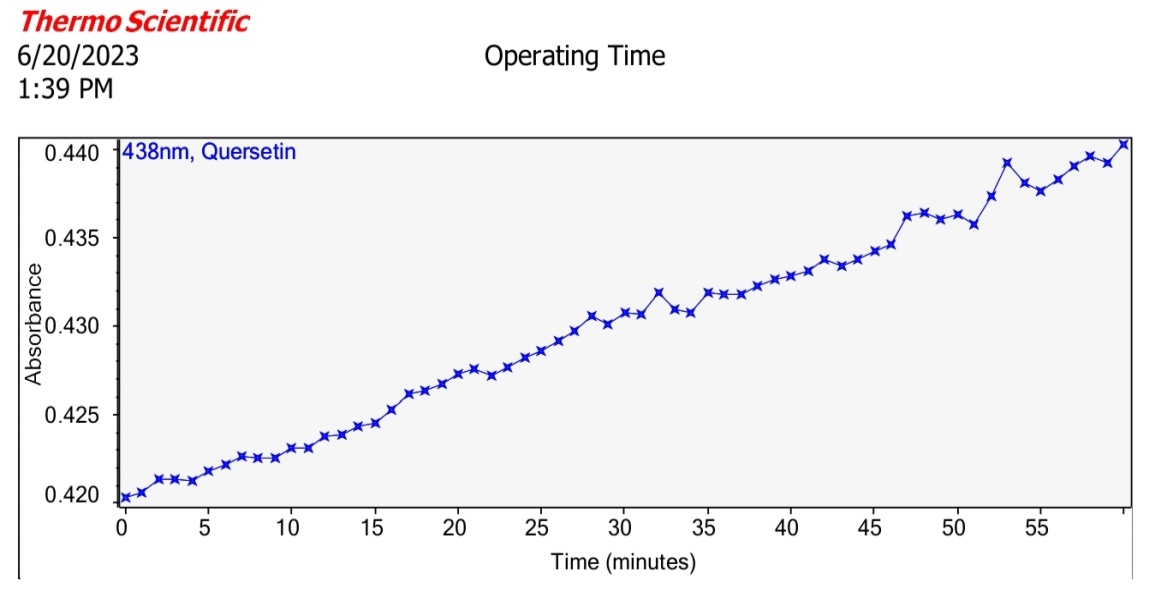 Thermo Scientific
6/20/2023
Operating Time
1:39 PM
438nm, Quersetin
Absorbance
0.440
0.435
0.430
0.425
0.420
0 5 10 15 20 25 30 35 40 45 50 55
Time (minutes)